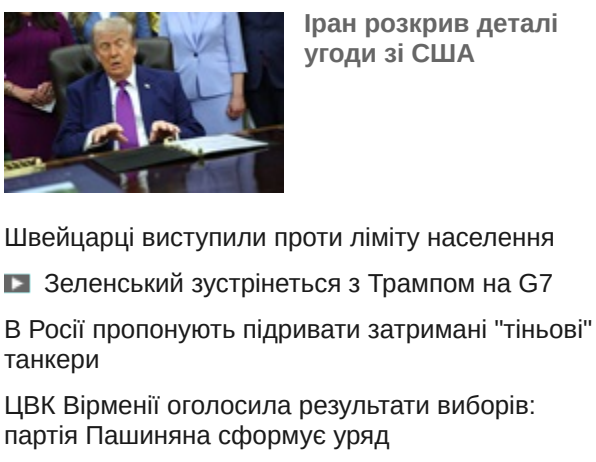 Іран розкрив деталі
угоди зі США
Швейцарці виступили проти ліміту населення
Зеленський зустрінеться з Трампом на G7
В Росії пропонують підривати затримані "тіньові"
танкери
ЦВК Вірменії оголосила результати виборів:
партія Пашиняна сформує уряд